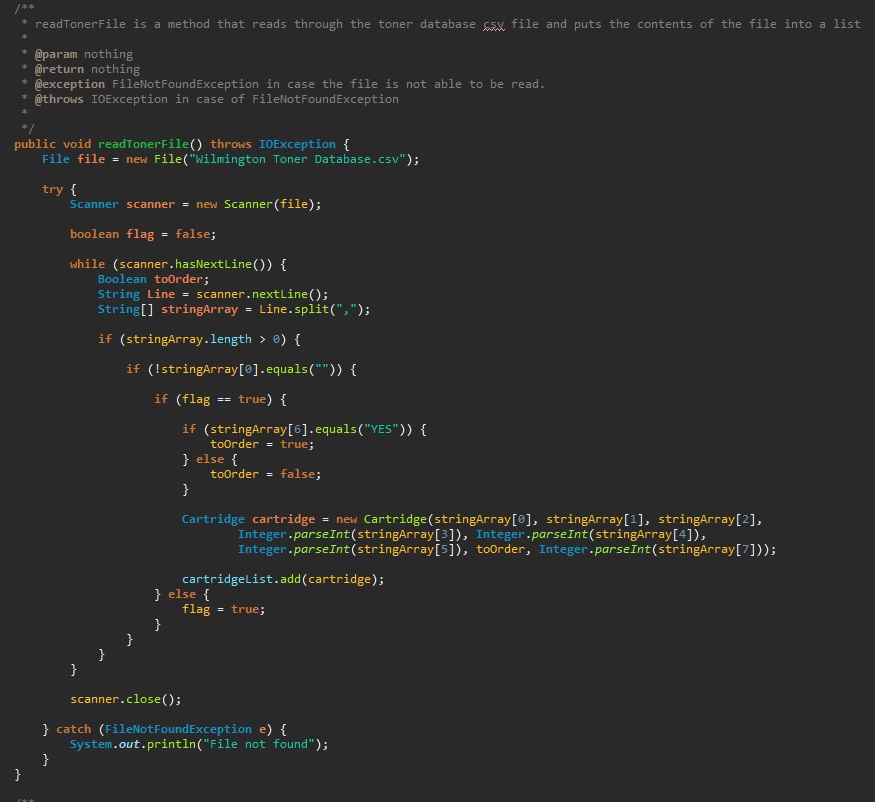 /**
 * readTonerFile is a method that reads through the toner database csv file and puts the contents of the file into a list
 *
 * @param nothing
 * @return nothing
 * @exception FileNotFoundException in case the file is not able to be read.
 * @throws IOException in case of FileNotFoundException
 *
 */
public void readTonerFile() throws IOException {
    File file = new File("Wilmington Toner Database.csv");

    try {
        Scanner scanner = new Scanner(file);

        boolean flag = false;

        while (scanner.hasNextLine()) {
            Boolean toOrder;
            String Line = scanner.nextLine();
            String[] stringArray = Line.split(",");

            if (stringArray.length > 0) {

                if (!stringArray[0].equals("")) {

                    if (flag == true) {

                        if (stringArray[6].equals("YES")) {
                            toOrder = true;
                        } else {
                            toOrder = false;
                        }

                        Cartridge cartridge = new Cartridge(stringArray[0], stringArray[1], stringArray[2],
                                Integer.parseInt(stringArray[3]), Integer.parseInt(stringArray[4]),
                                Integer.parseInt(stringArray[5]), toOrder, Integer.parseInt(stringArray[7]));

                        cartridgeList.add(cartridge);
                    } else {
                        flag = true;
                    }
                }
            }
        }

        scanner.close();

    } catch (FileNotFoundException e) {
        System.out.println("File not found");
    }
}
/**